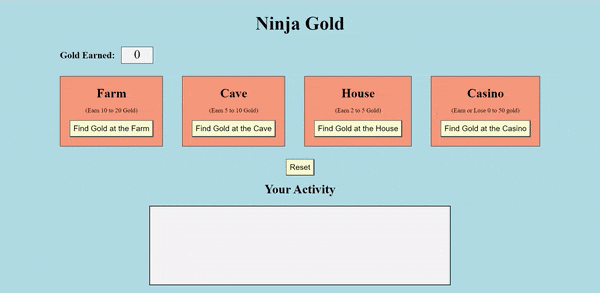 Ninja Gold
Gold Earned: 0
Farm
(Earn 10 to 20 Gold)
Find Gold at the Farm
Cave
(Earn 5 to 10 Gold)
Find Gold at the Cave
House
(Earn 2 to 5 Gold)
Find Gold at the House
Casino
(Earn or Lose 0 to 50 gold)
Find Gold at the Casino
Reset
Your Activity